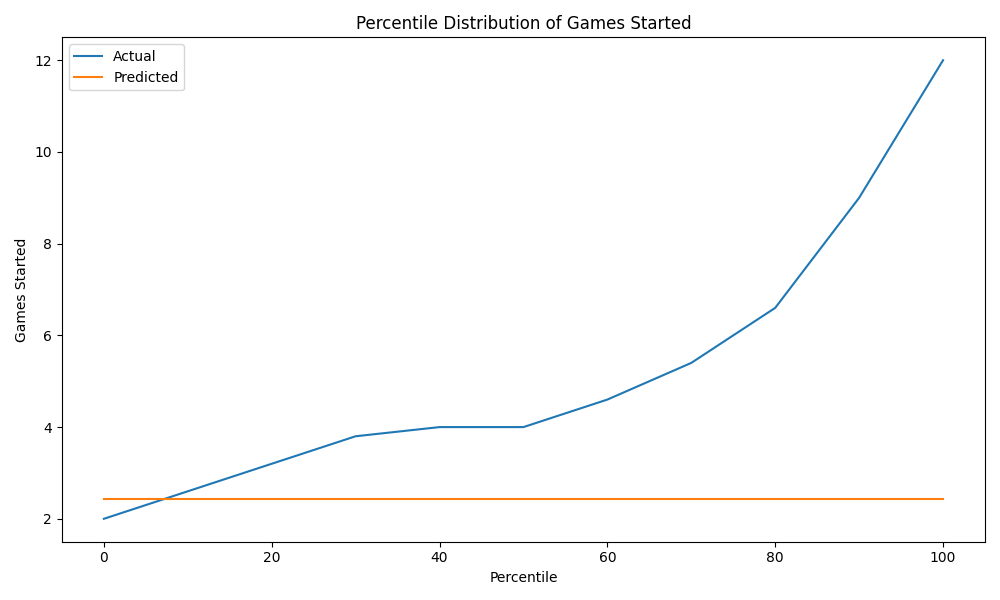 Percentile Distribution of Games Started
Actual
Predicted
Games Started
12
10
8
6
4
2
0 20 40 60 80 100
Percentile